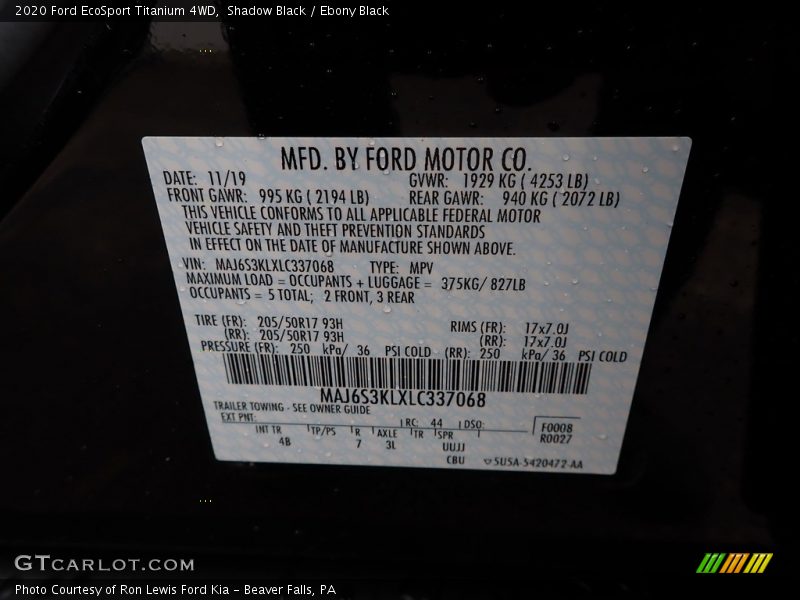 2020 Ford EcoSport Titanium 4WD, Shadow Black / Ebony Black
MFD. BY FORD MOTOR CO.
DATE: 11/19 GVWR: 1929 KG ( 4253 LB)
FRONT GAWR: 995 KG ( 2194 LB) REAR GAWR: 940 KG ( 2072 LB)
THIS VEHICLE CONFORMS TO ALL APPLICABLE FEDERAL MOTOR
VEHICLE SAFETY AND THEFT PREVENTION STANDARDS
IN EFFECT ON THE DATE OF MANUFACTURE SHOWN ABOVE.
VIN: MAJ6S3KLXLC337068 TYPE: MPV
MAXIMUM LOAD = OCCUPANTS + LUGGAGE = 375KG/ 827LB
OCCUPANTS = 5 TOTAL; 2 FRONT, 3 REAR
TIRE (FR): 205/50R17 93H RIMS (FR): 17x7.0J
(RR): 205/50R17 93H (RR): 17x7.0J
PRESSURE (FR): 250 kPa/ 36 PSI COLD (RR): 250 kPa/ 36 PSI COLD
MAJ6S3KLXLC337068
TRAILER TOWING - SEE OWNER GUIDE
EXT PNT: RC: 44 DSO: F0008
INT TR TP/PS R AXLE TR SPR R0027
4B 7 3L UUJJ
CBU 5U5A-5420472-AA
GTCARLOT.COM
Photo Courtesy of Ron Lewis Ford Kia – Beaver Falls, PA